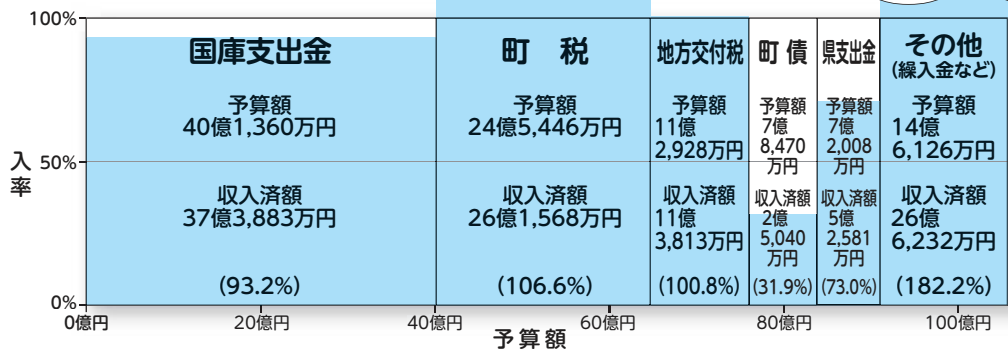 100%
50%
0%
入率
国庫支出金
予算額
40億1,360万円
収入済額
37億3,883万円
(93.2%)
町 税
予算額
24億5,446万円
収入済額
26億1,568万円
(106.6%)
地方交付税
予算額
11億
2,928万円
収入済額
11億
3,813万円
(100.8%)
町債
予算額
7億
8,470
万円
収入済額
2億
5,040
万円
(31.9%)
県支出金
予算額
7億
2,008
万円
収入済額
5億
2,581
万円
(73.0%)
その他
(繰入金など)
予算額
14億
6,126万円
収入済額
26億
6,232万円
(182.2%)
0億円
20億円
40億円
60億円
80億円
100億円
予算額